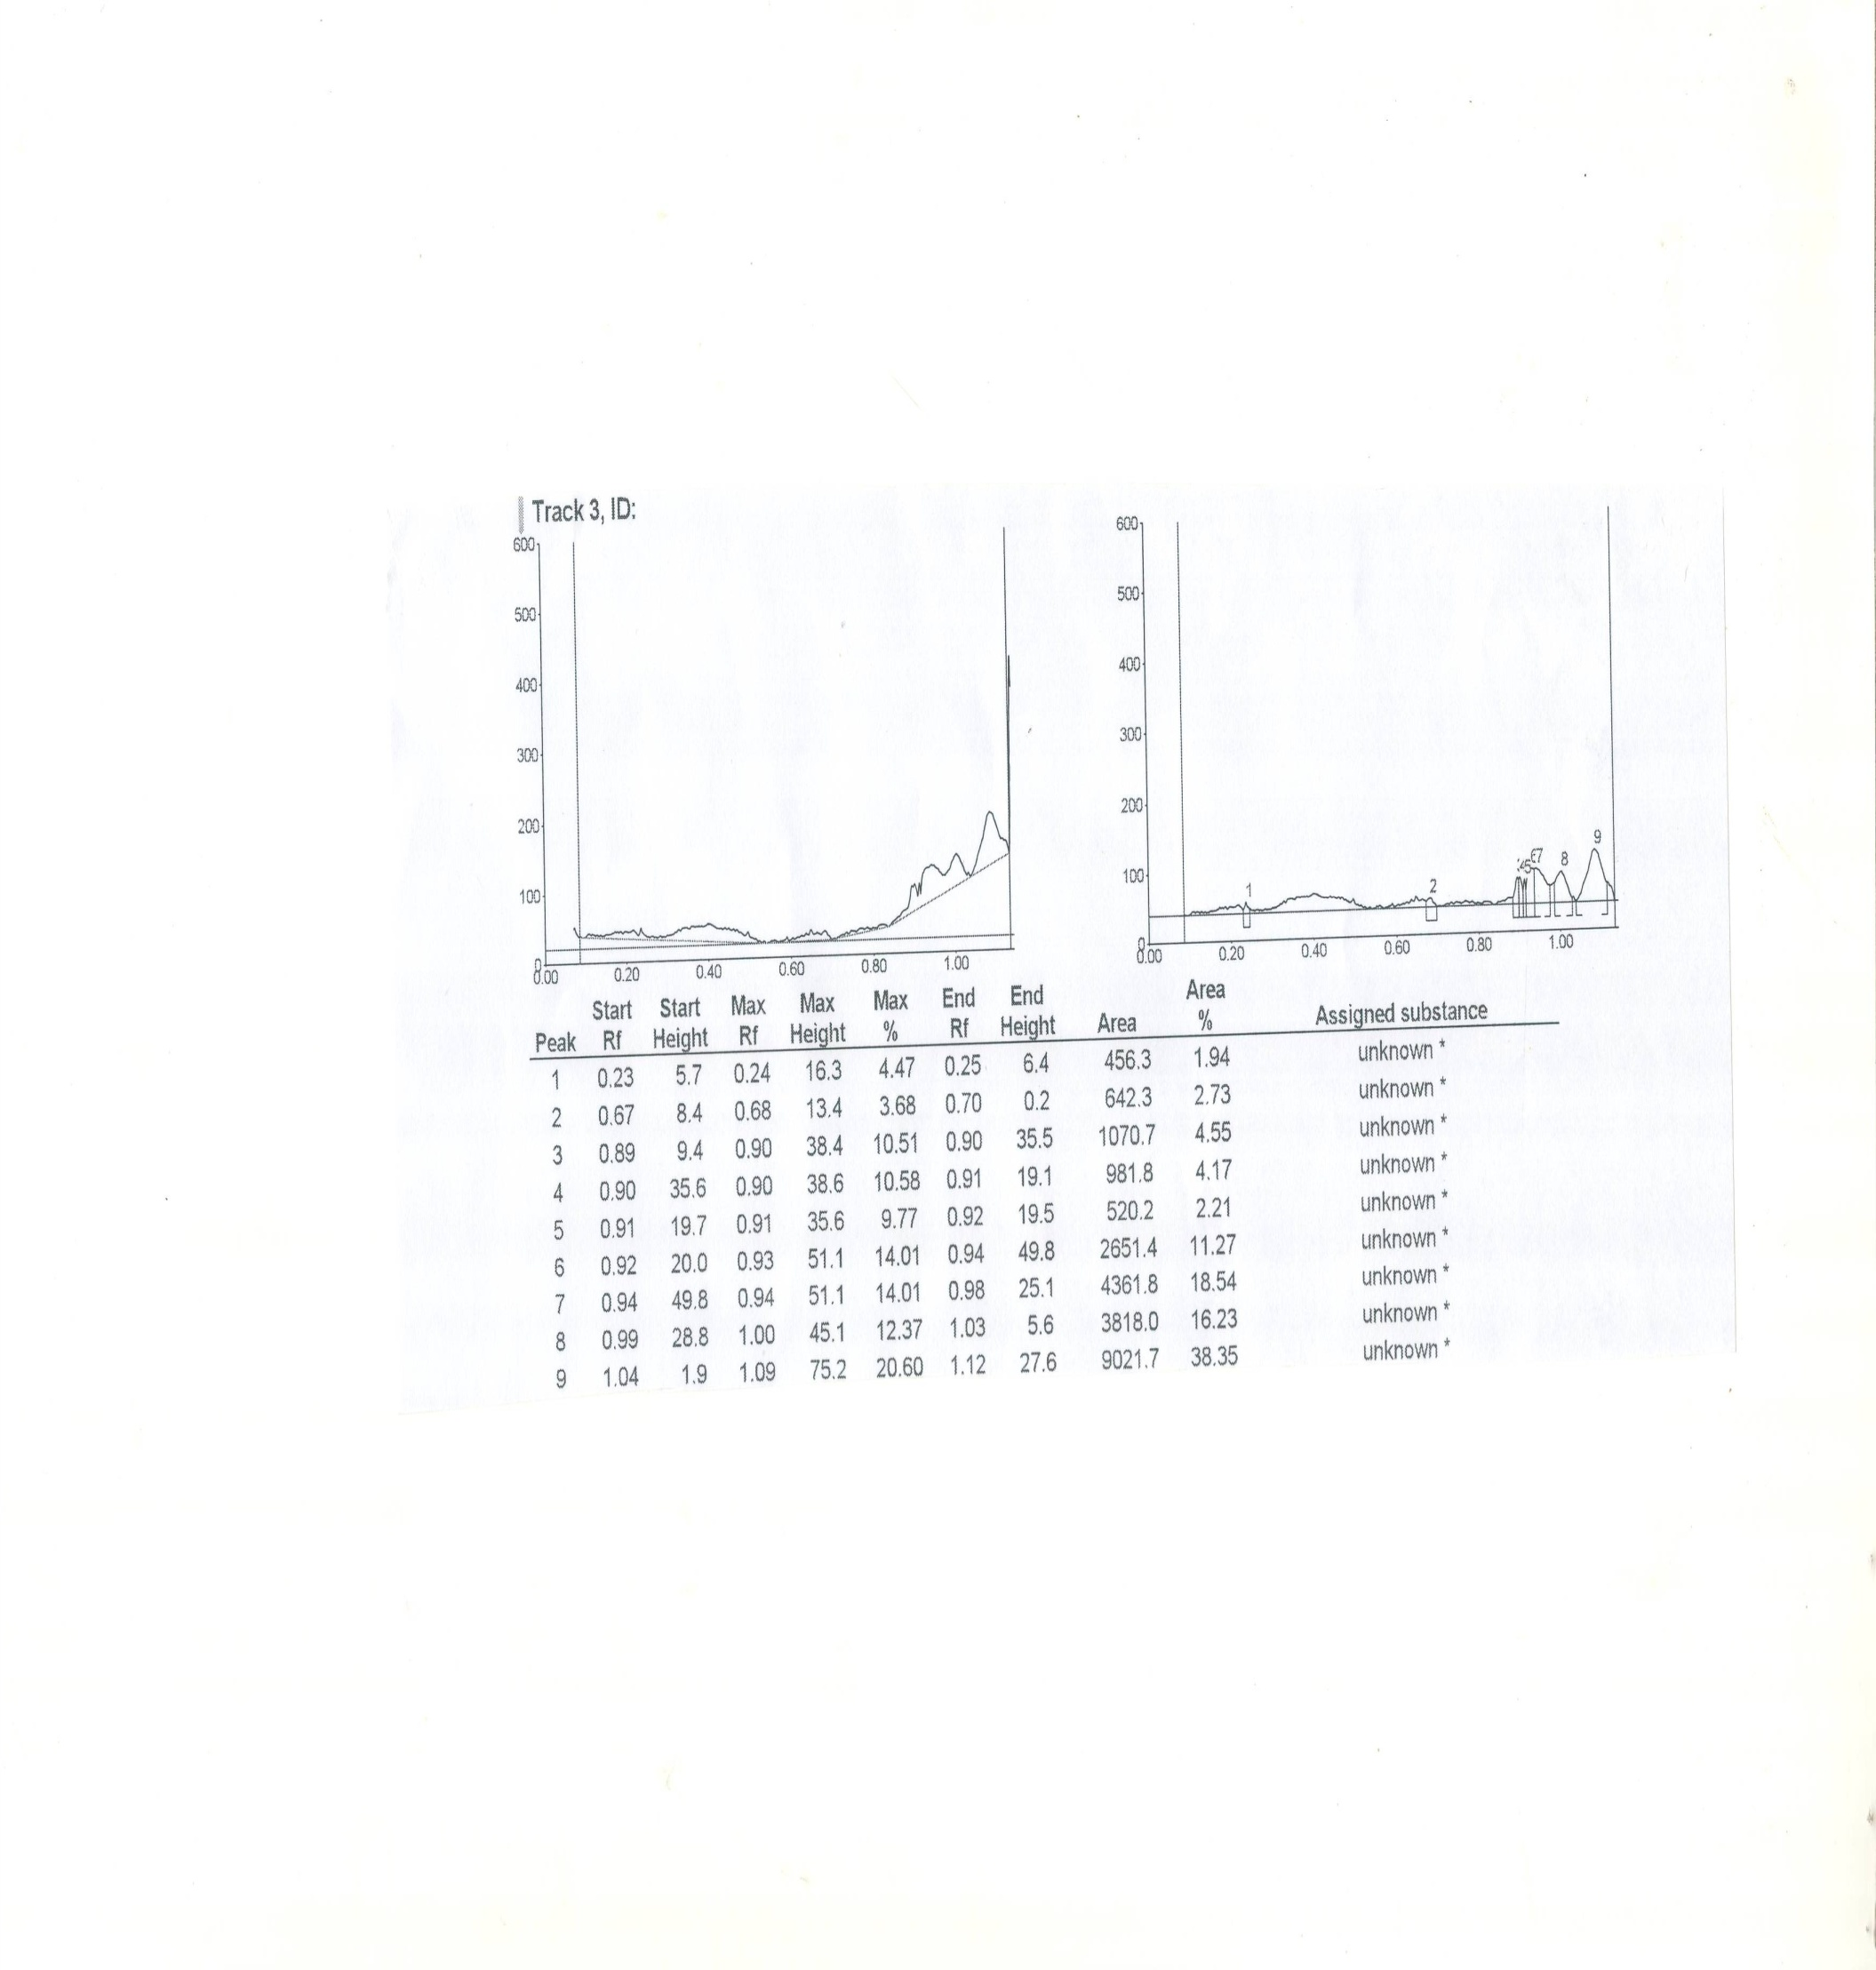 Track 3, ID:
600
500
400
300
200
100
0
0.00 0.20 0.40 0.60 0.80 1.00
600
500
400
300
200
100
0
0.00 0.20 0.40 0.60 0.80 1.00
1 2 7 8 9
Peak Start Rf Start Height Max Rf Max Height Max % End Rf End Height Area Area % Assigned substance
1 0.23 5.7 0.24 16.3 4.47 0.25 6.4 456.3 1.94 unknown *
2 0.67 8.4 0.68 13.4 3.68 0.70 0.2 642.3 2.73 unknown *
3 0.89 9.4 0.90 38.4 10.51 0.90 35.5 1070.7 4.55 unknown *
4 0.90 35.6 0.90 38.6 10.58 0.91 19.1 981.8 4.17 unknown *
5 0.91 19.7 0.91 35.6 9.77 0.92 19.5 520.2 2.21 unknown *
6 0.92 20.0 0.93 51.1 14.01 0.94 49.8 2651.4 11.27 unknown *
7 0.94 49.8 0.94 51.1 14.01 0.98 25.1 4361.8 18.54 unknown *
8 0.99 28.8 1.00 45.1 12.37 1.03 5.6 3818.0 16.23 unknown *
9 1.04 1.9 1.09 75.2 20.60 1.12 27.6 9021.7 38.35 unknown *